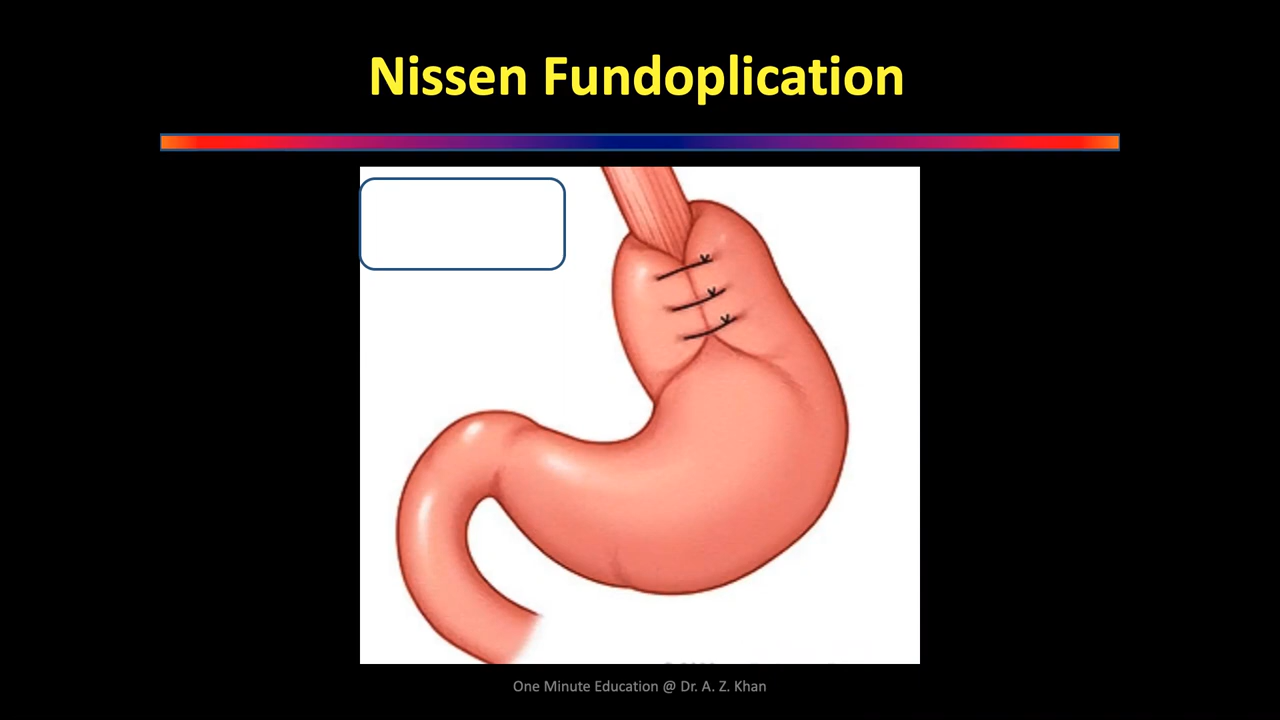 Nissen Fundoplication
One Minute Education @ Dr. A. Z. Khan